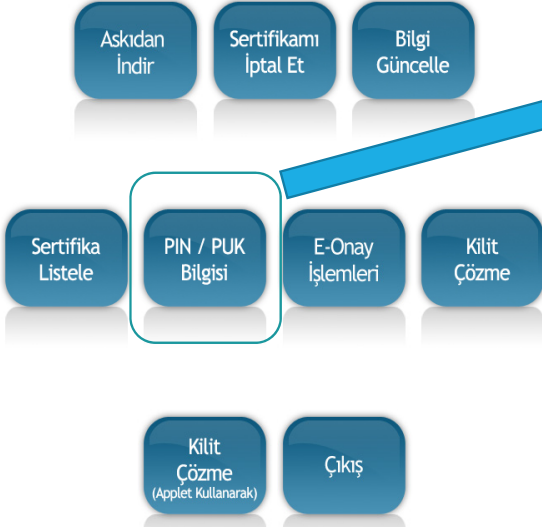 Askıdan
İndir
Sertifikamı
İptal Et
Bilgi
Güncelle
Sertifika
Listele
PIN / PUK
Bilgisi
E-Onay
İşlemleri
Kilit
Çözme
Kilit
Çözme
(Applet Kullanarak)
Çıkış